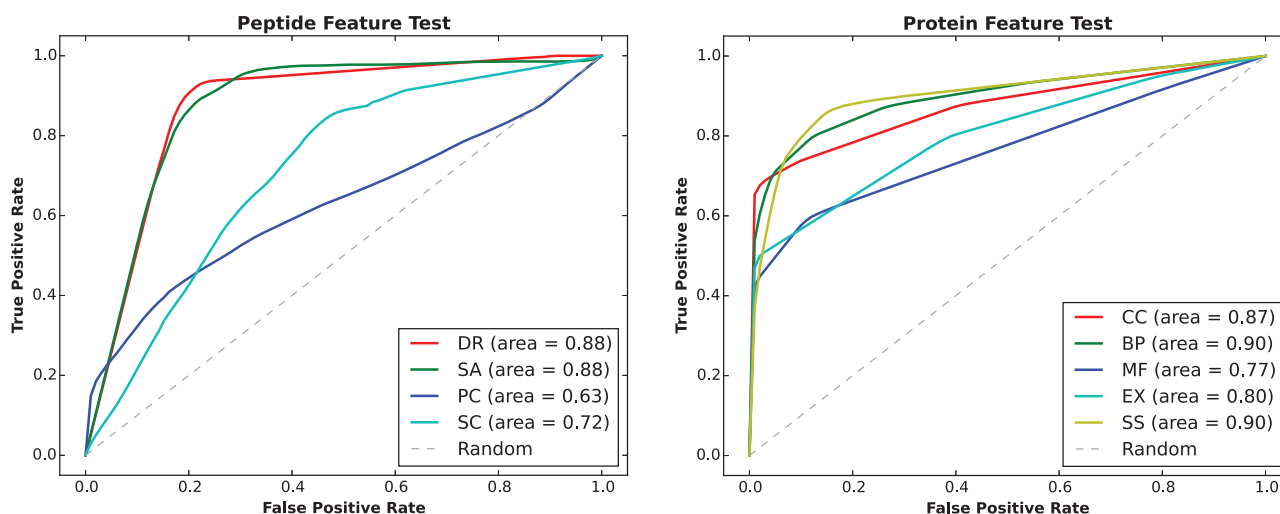 Peptide Feature Test
1.0
0.8
0.6
0.4
0.2
0.0
True Positive Rate
0.0 0.2 0.4 0.6 0.8 1.0
False Positive Rate
DR (area = 0.88)
SA (area = 0.88)
PC (area = 0.63)
SC (area = 0.72)
Random
Protein Feature Test
1.0
0.8
0.6
0.4
0.2
0.0
True Positive Rate
0.0 0.2 0.4 0.6 0.8 1.0
False Positive Rate
CC (area = 0.87)
BP (area = 0.90)
MF (area = 0.77)
EX (area = 0.80)
SS (area = 0.90)
Random